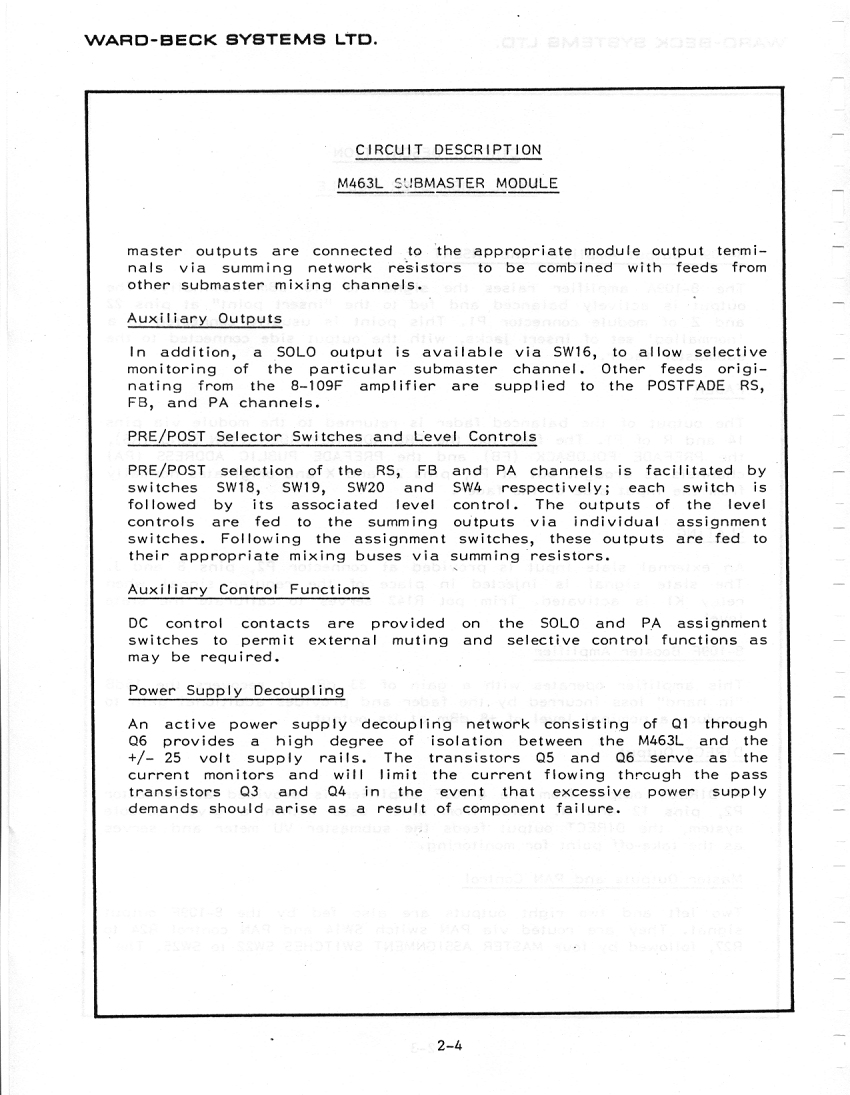 WARD-BECK SYSTEMS LTD.
CIRCUIT DESCRIPTION
M463L SUBMASTER MODULE
master outputs are connected to the appropriate module output termi-
nals via summing network resistors to be combined with feeds from
other submaster mixing channels.
Auxiliary Outputs
In addition, a SOLO output is available via SW16, to allow selective
monitoring of the particular submaster channel. Other feeds origi-
nating from the 8-109F amplifier are supplied to the POSTFADE RS,
FB, and PA channels.
PRE/POST Selector Switches and Level Controls
PRE/POST selection of the RS, FB and PA channels is facilitated by
switches SW18, SW19, SW20 and SW4 respectively; each switch is
followed by its associated level control. The outputs of the level
controls are fed to the summing outputs via individual assignment
switches. Following the assignment switches, these outputs are fed to
their appropriate mixing buses via summing resistors.
Auxiliary Control Functions
DC control contacts are provided on the SOLO and PA assignment
switches to permit external muting and selective control functions as
may be required.
Power Supply Decoupling
An active power supply decoupling network consisting of Q1 through
Q6 provides a high degree of isolation between the M463L and the
+/- 25 volt supply rails. The transistors Q5 and Q6 serve as the
current monitors and will limit the current flowing through the pass
transistors Q3 and Q4 in the event that excessive power supply
demands should arise as a result of component failure.
2-4